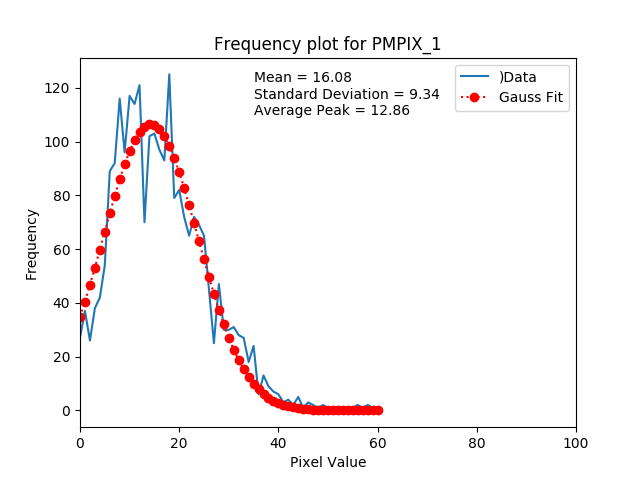 Frequency plot for PMPIX_1
Mean = 16.08
Standard Deviation = 9.34
Average Peak = 12.86
)Data
Gauss Fit
Frequency
120
100
80
60
40
20
0
0 20 40 60 80 100
Pixel Value